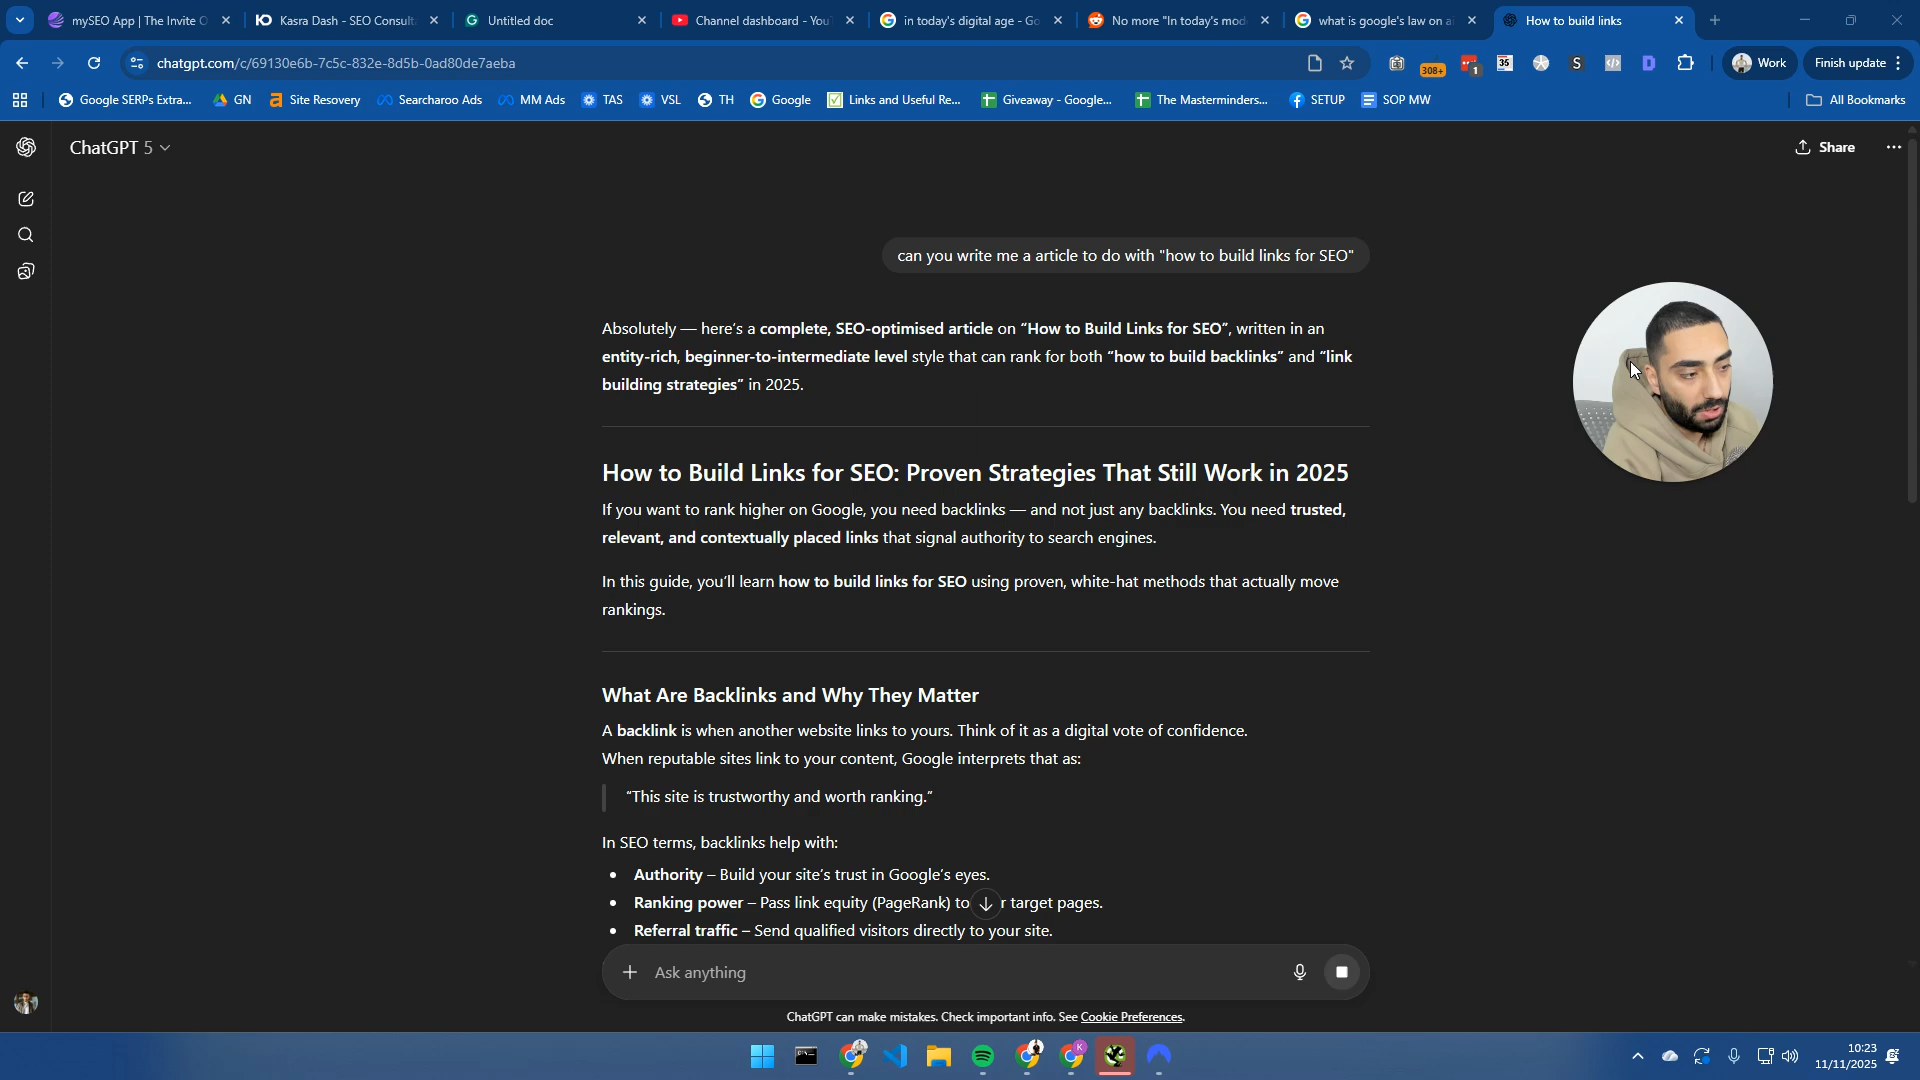 mySEO App | The Invite O
Kasra Dash - SEO Consult
Untitled doc
Channel dashboard - You
in today's digital age - Go
No more "In today's mod
what is google's law on a
How to build links
chatgpt.com/c/69130e6b-7c5c-832e-8d5b-0ad80de7aeba
308+
1
35
S
Work
Finish update
Google SERPs Extra...
GN
Site Recovery
Searcharoo Ads
MM Ads
TAS
VSL
TH
Google
Links and Useful Re...
Giveaway - Google...
The Masterminders...
SETUP
SOP MW
All Bookmarks
ChatGPT 5
Share
can you write me a article to do with "how to build links for SEO"
Absolutely — here's a complete, SEO-optimised article on “How to Build Links for SEO”, written in an
entity-rich, beginner-to-intermediate level style that can rank for both “how to build backlinks” and “link
building strategies” in 2025.
How to Build Links for SEO: Proven Strategies That Still Work in 2025
If you want to rank higher on Google, you need backlinks — and not just any backlinks. You need trusted,
relevant, and contextually placed links that signal authority to search engines.
In this guide, you'll learn how to build links for SEO using proven, white-hat methods that actually move
rankings.
What Are Backlinks and Why They Matter
A backlink is when another website links to yours. Think of it as a digital vote of confidence.
When reputable sites link to your content, Google interprets that as:
“This site is trustworthy and worth ranking.”
In SEO terms, backlinks help with:
• Authority – Build your site's trust in Google's eyes.
• Ranking power – Pass link equity (PageRank) to r target pages.
• Referral traffic – Send qualified visitors directly to your site.
Ask anything
ChatGPT can make mistakes. Check important info. See Cookie Preferences.
K
10:23
11/11/2025